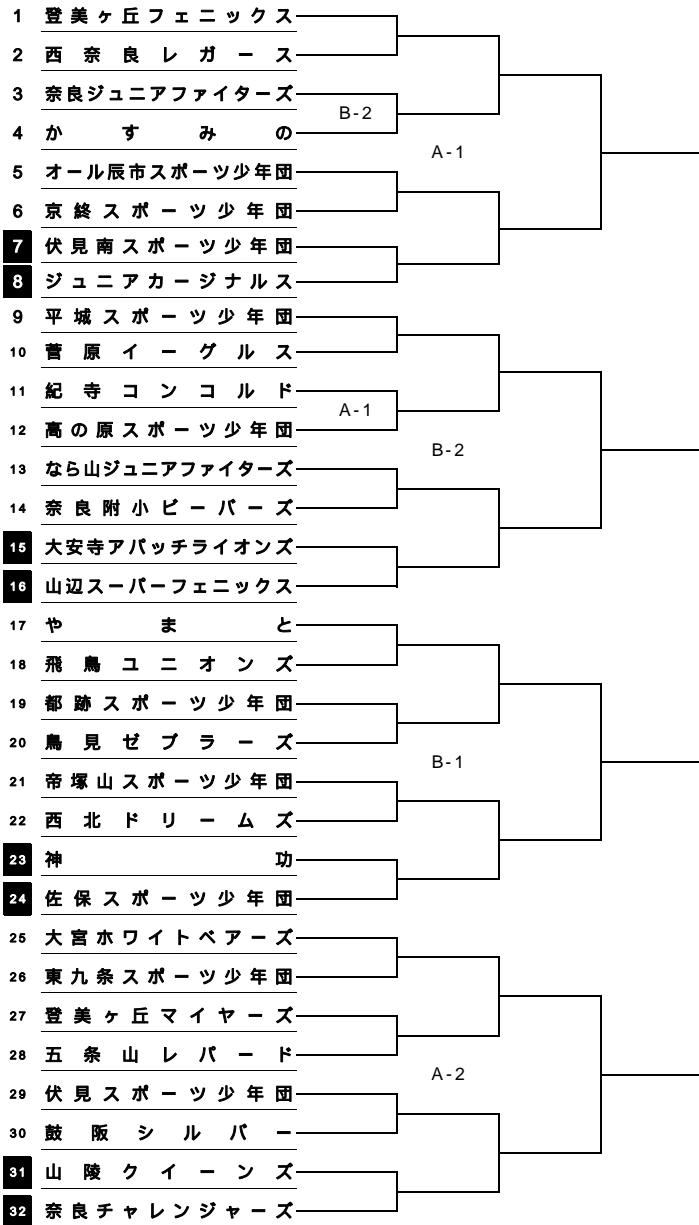 1 登美ヶ丘フェニックス
2 西奈良レガース
3 奈良ジュニアファイターズ
B-2
4 かすみの
A-1
5 オール辰市スポーツ少年団
6 京終スポーツ少年団
7 伏見南スポーツ少年団
8 ジュニアカージナルス
9 平城スポーツ少年団
10 菅原イーグルス
11 紀寺コンコルド
A-1
12 高の原スポーツ少年団
B-2
13 なら山ジュニアファイターズ
14 奈良附小ビーバーズ
15 大安寺アパッチライオンズ
16 山辺スーパーフェニックス
17 やまと
18 飛鳥ユニオンズ
19 都跡スポーツ少年団
20 鳥見ゼブラーズ
B-1
21 帝塚山スポーツ少年団
22 西北ドリームズ
23 神功
24 佐保スポーツ少年団
25 大宮ホワイトベアーズ
26 東九条スポーツ少年団
27 登美ヶ丘マイヤーズ
28 五条山レパード
A-2
29 伏見スポーツ少年団
30 鼓阪シルバー
31 山陵クイーンズ
32 奈良チャレンジャーズ